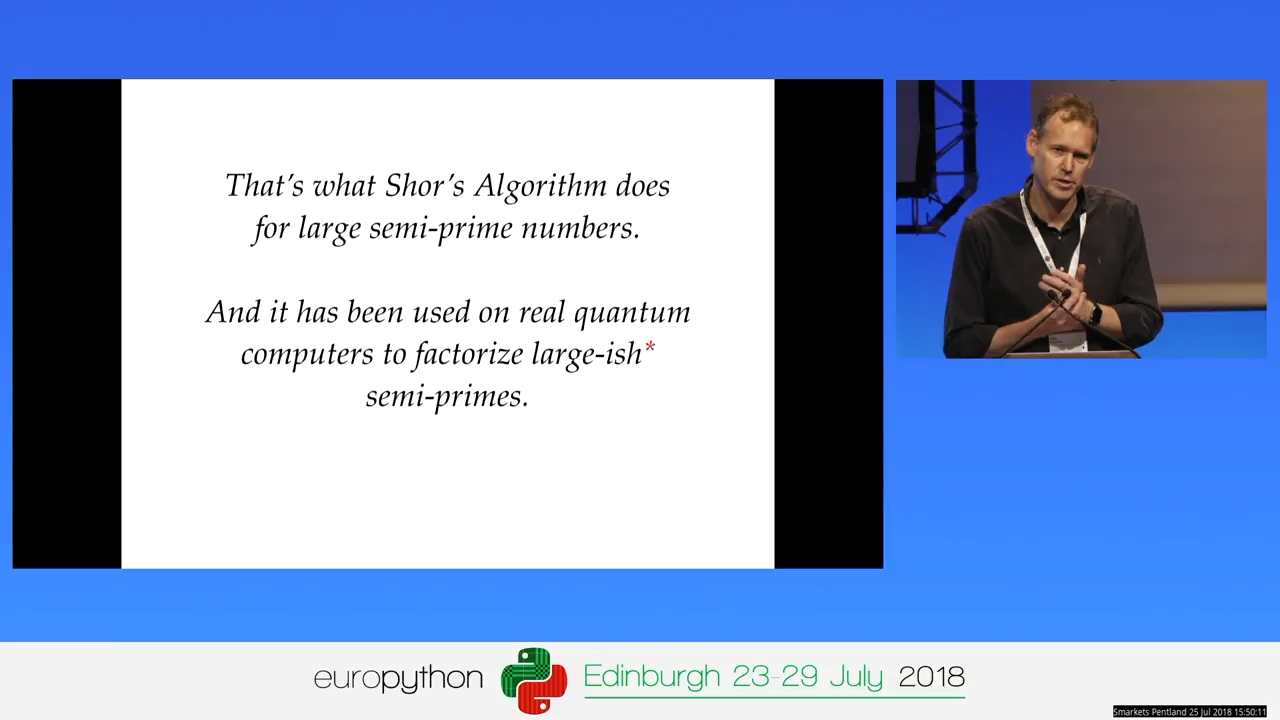 That's what Shor's Algorithm does
for large semi-prime numbers.
And it has been used on real quantum
computers to factorize large-ish*
semi-primes.
europython
Edinburgh 23-29 July 2018
Smarkets Pentland 25 Jul 2018 15:50:11